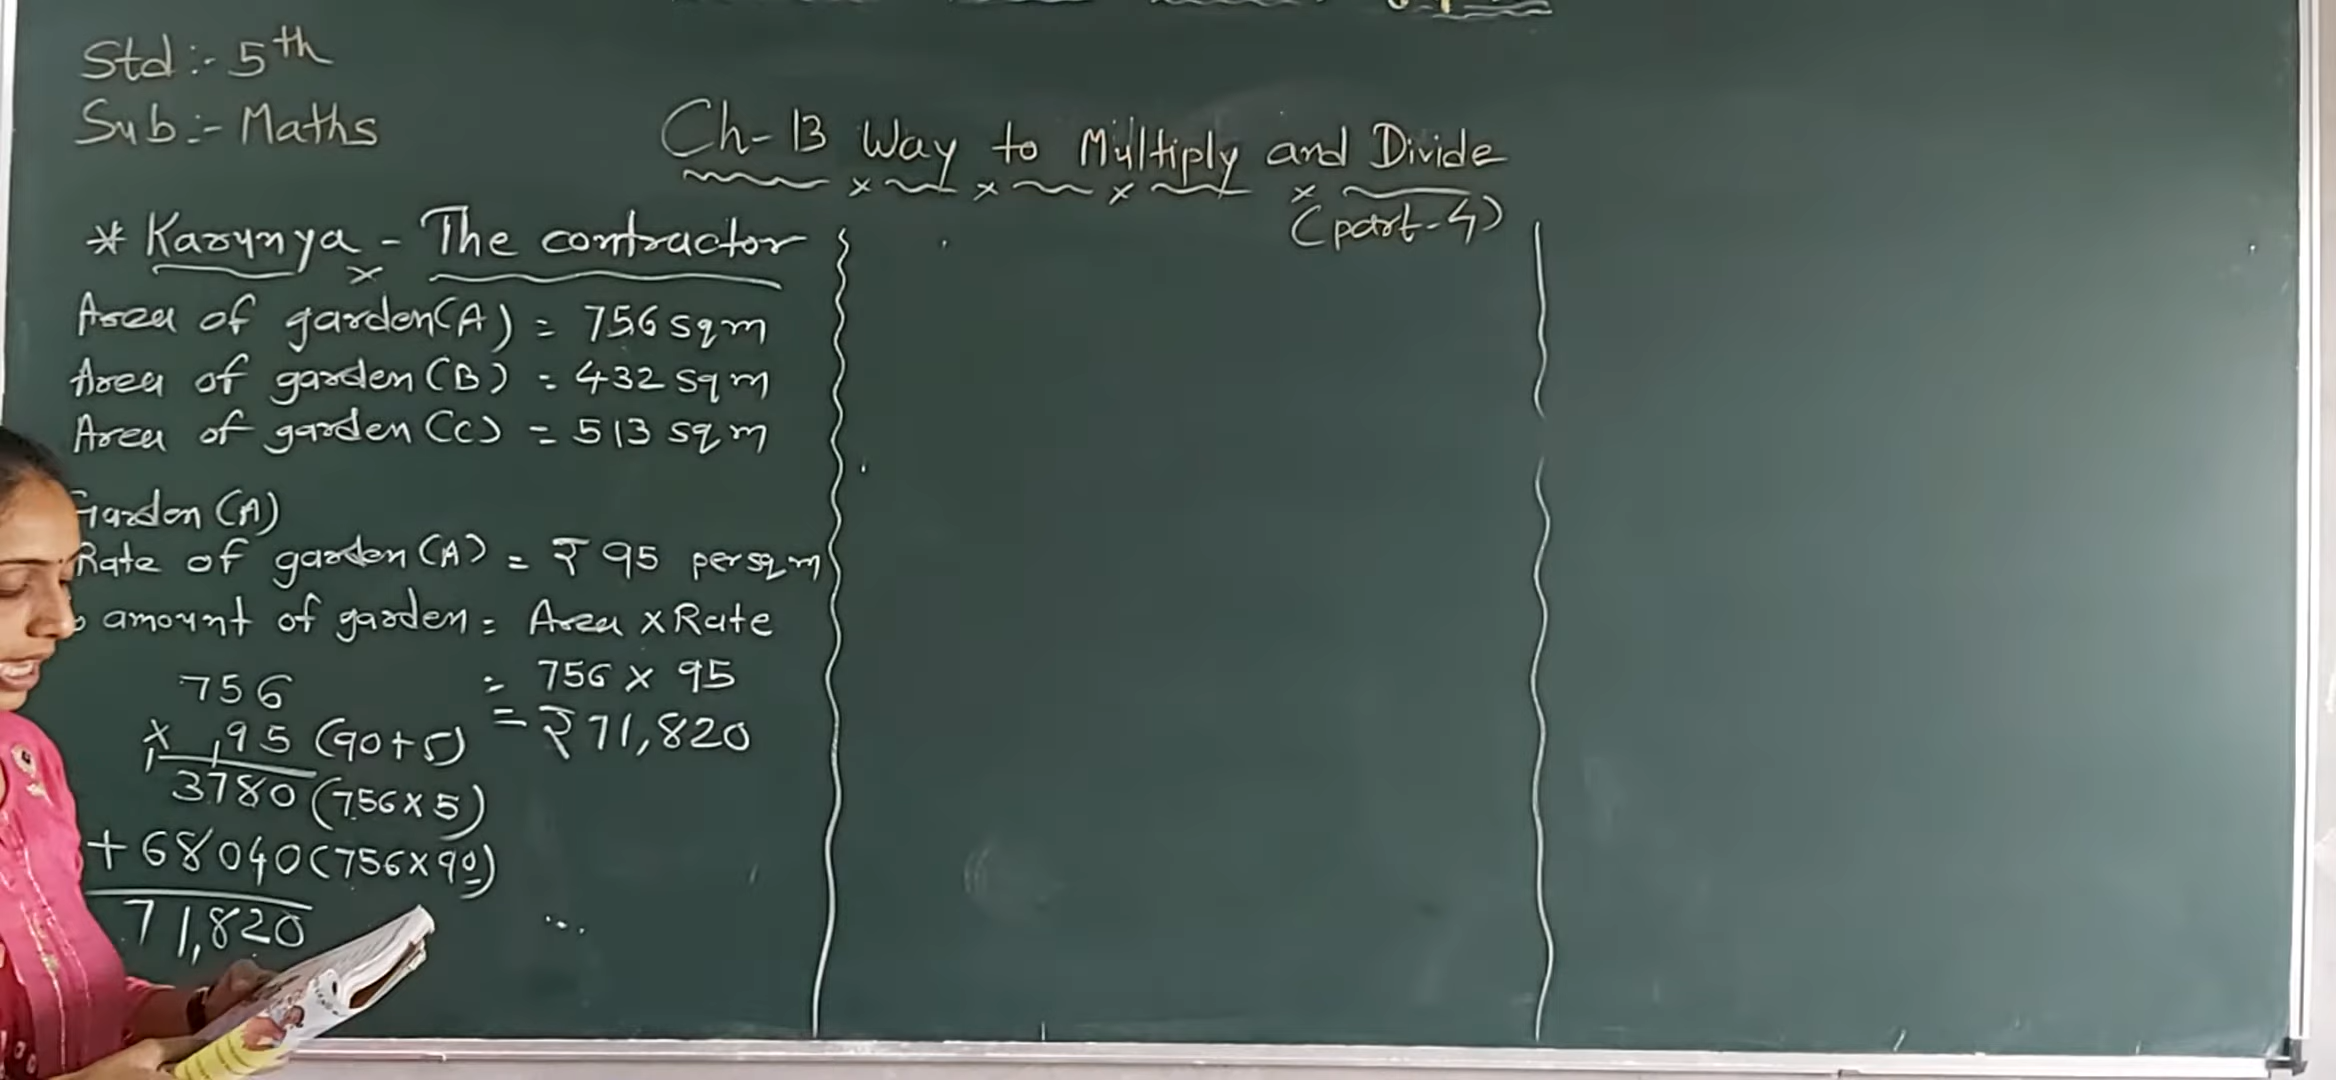 Std:- 5th
Sub:- Maths
Ch-13 Way to Multiply and Divide
(part-4)
* Karunya - The contractor
Area of garden(A) = 756 sqm
Area of garden (B) = 432 sqm
Area of garden (C) = 513 sqm
Garden (A)
Rate of garden (A) = ₹ 95 per sqm
amount of garden = Area x Rate
= 756 x 95
= ₹71,820
756
x 95 (90+5)
3780 (756 x 5)
+ 68040 (756 x 90)
71,820